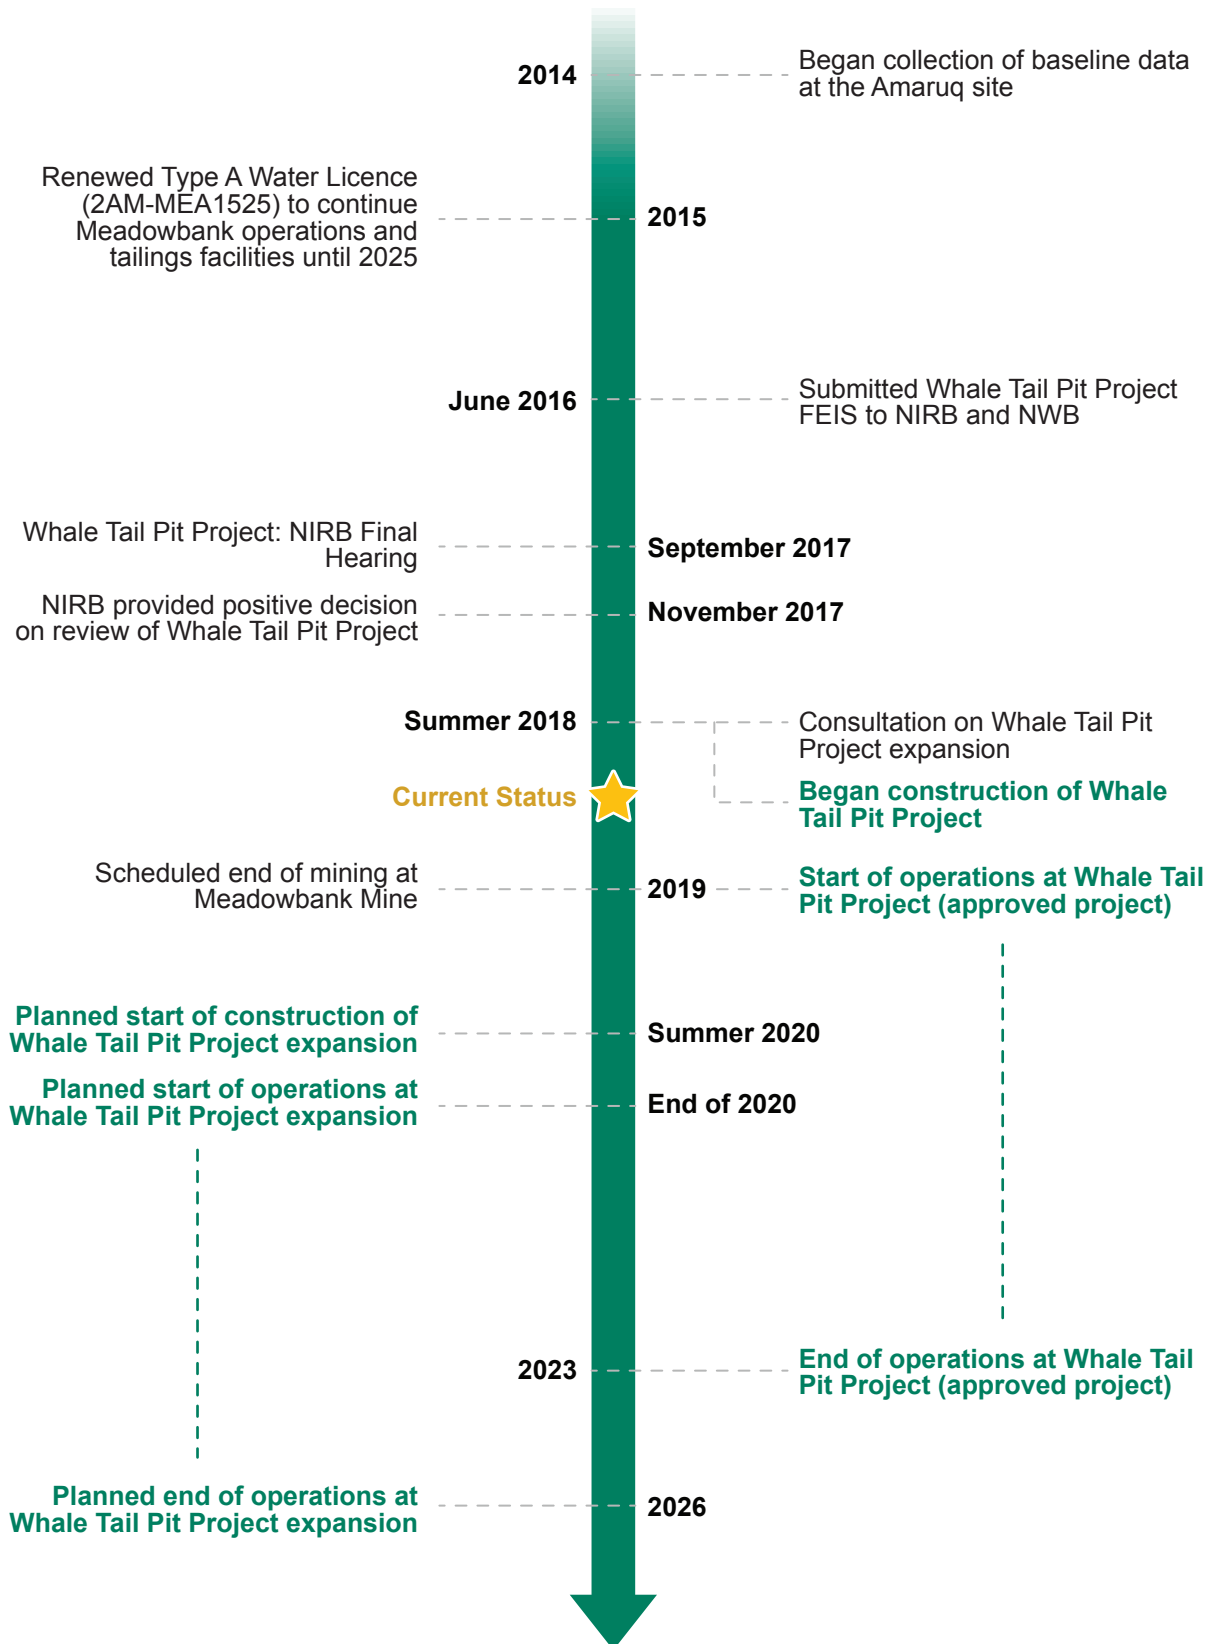 2014
Began collection of baseline data
at the Amaruq site
Renewed Type A Water Licence
(2AM-MEA1525) to continue
Meadowbank operations and
tailings facilities until 2025
2015
June 2016
Submitted Whale Tail Pit Project
FEIS to NIRB and NWB
Whale Tail Pit Project: NIRB Final
Hearing
September 2017
NIRB provided positive decision
on review of Whale Tail Pit Project
November 2017
Summer 2018
Consultation on Whale Tail Pit
Project expansion
Current Status
Began construction of Whale
Tail Pit Project
Scheduled end of mining at
Meadowbank Mine
2019
Start of operations at Whale Tail
Pit Project (approved project)
Planned start of construction of
Whale Tail Pit Project expansion
Summer 2020
Planned start of operations at
Whale Tail Pit Project expansion
End of 2020
2023
End of operations at Whale Tail
Pit Project (approved project)
Planned end of operations at
Whale Tail Pit Project expansion
2026